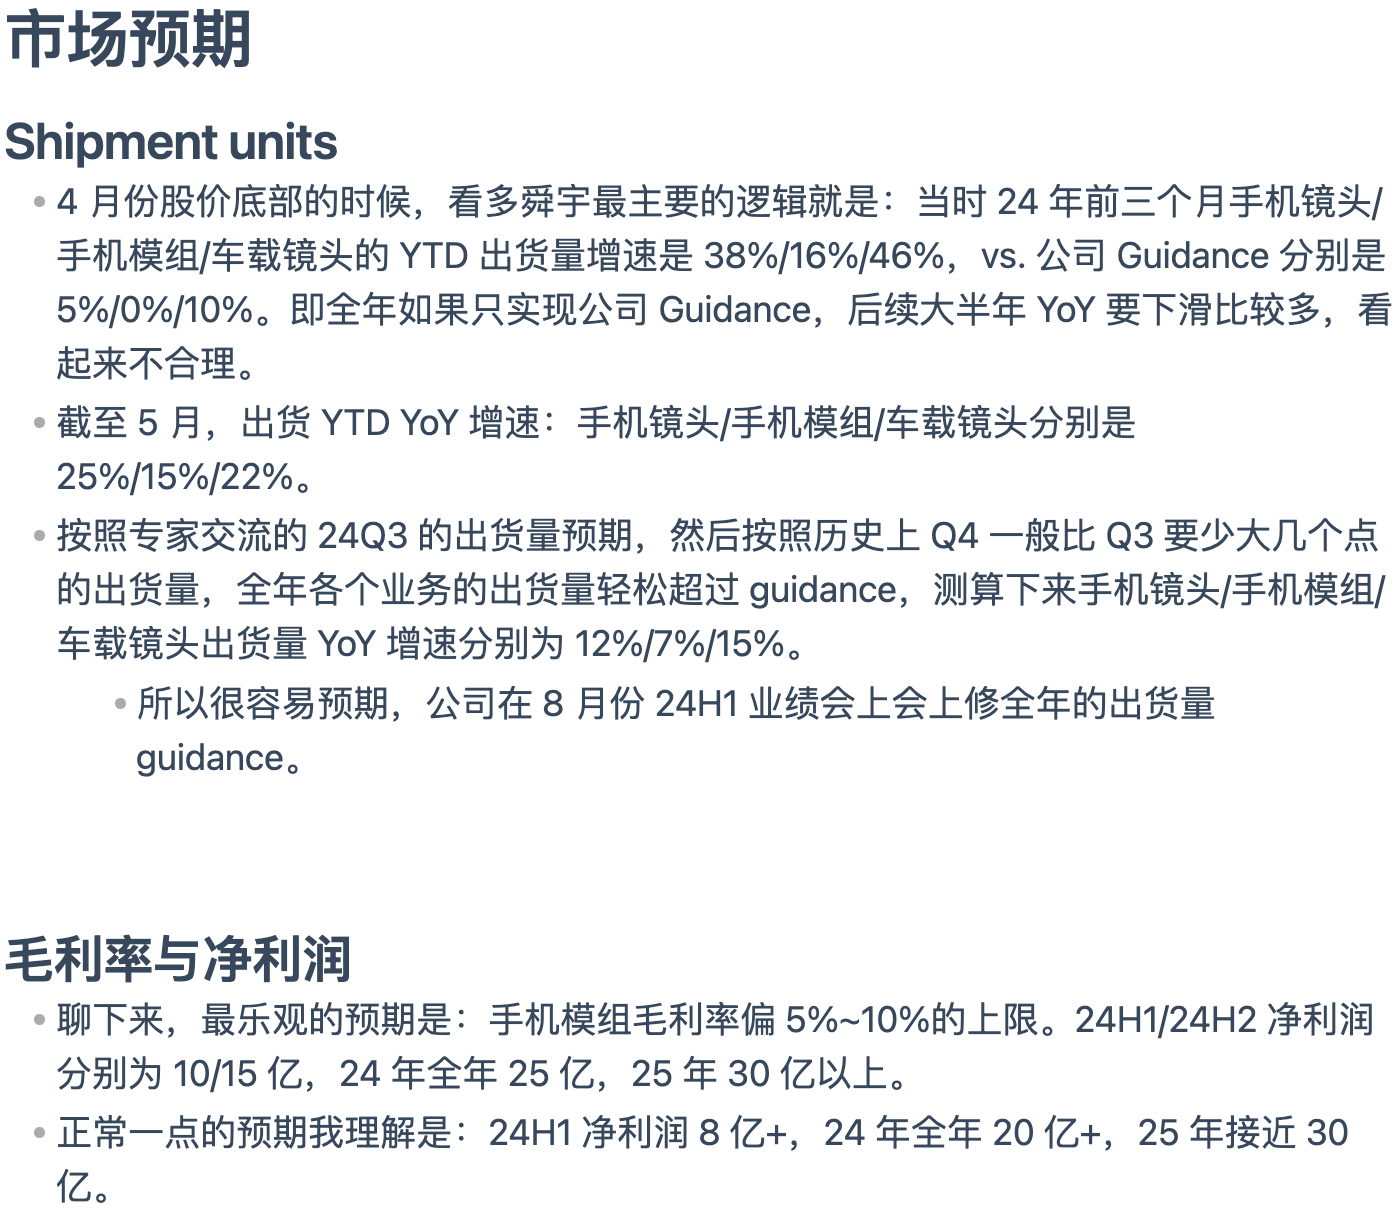 市场预期
Shipment units
4 月份股价底部的时候，看多舜宇最主要的逻辑就是：当时 24 年前三个月手机镜头/
手机模组/车载镜头的 YTD 出货量增速是 38%/16%/46%，vs. 公司 Guidance 分别是
5%/0%/10%。即全年如果只实现公司 Guidance，后续大半年 YoY 要下滑比较多，看
起来不合理。
截至 5 月，出货 YTD YoY 增速：手机镜头/手机模组/车载镜头分别是
25%/15%/22%。
按照专家交流的 24Q3 的出货量预期，然后按照历史上 Q4 一般比 Q3 要少大几个点
的出货量，全年各个业务的出货量轻松超过 guidance，测算下来手机镜头/手机模组/
车载镜头出货量 YoY 增速分别为 12%/7%/15%。
所以很容易预期，公司在 8 月份 24H1 业绩会上会上修全年的出货量
guidance。
毛利率与净利润
聊下来，最乐观的预期是：手机模组毛利率偏 5%~10%的上限。24H1/24H2 净利润
分别为 10/15 亿，24 年全年 25 亿，25 年 30 亿以上。
正常一点的预期我理解是：24H1 净利润 8 亿+，24 年全年 20 亿+，25 年接近 30
亿。